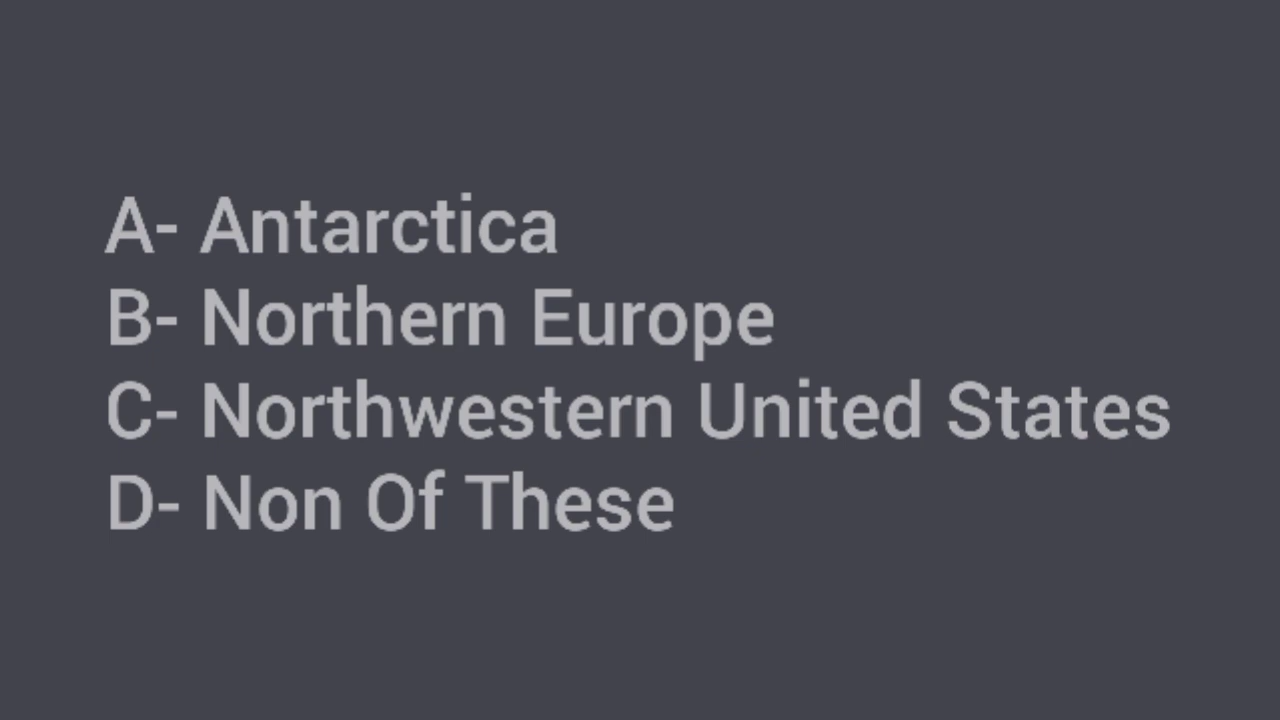 A- Antarctica
B- Northern Europe
C- Northwestern United States
D- Non Of These